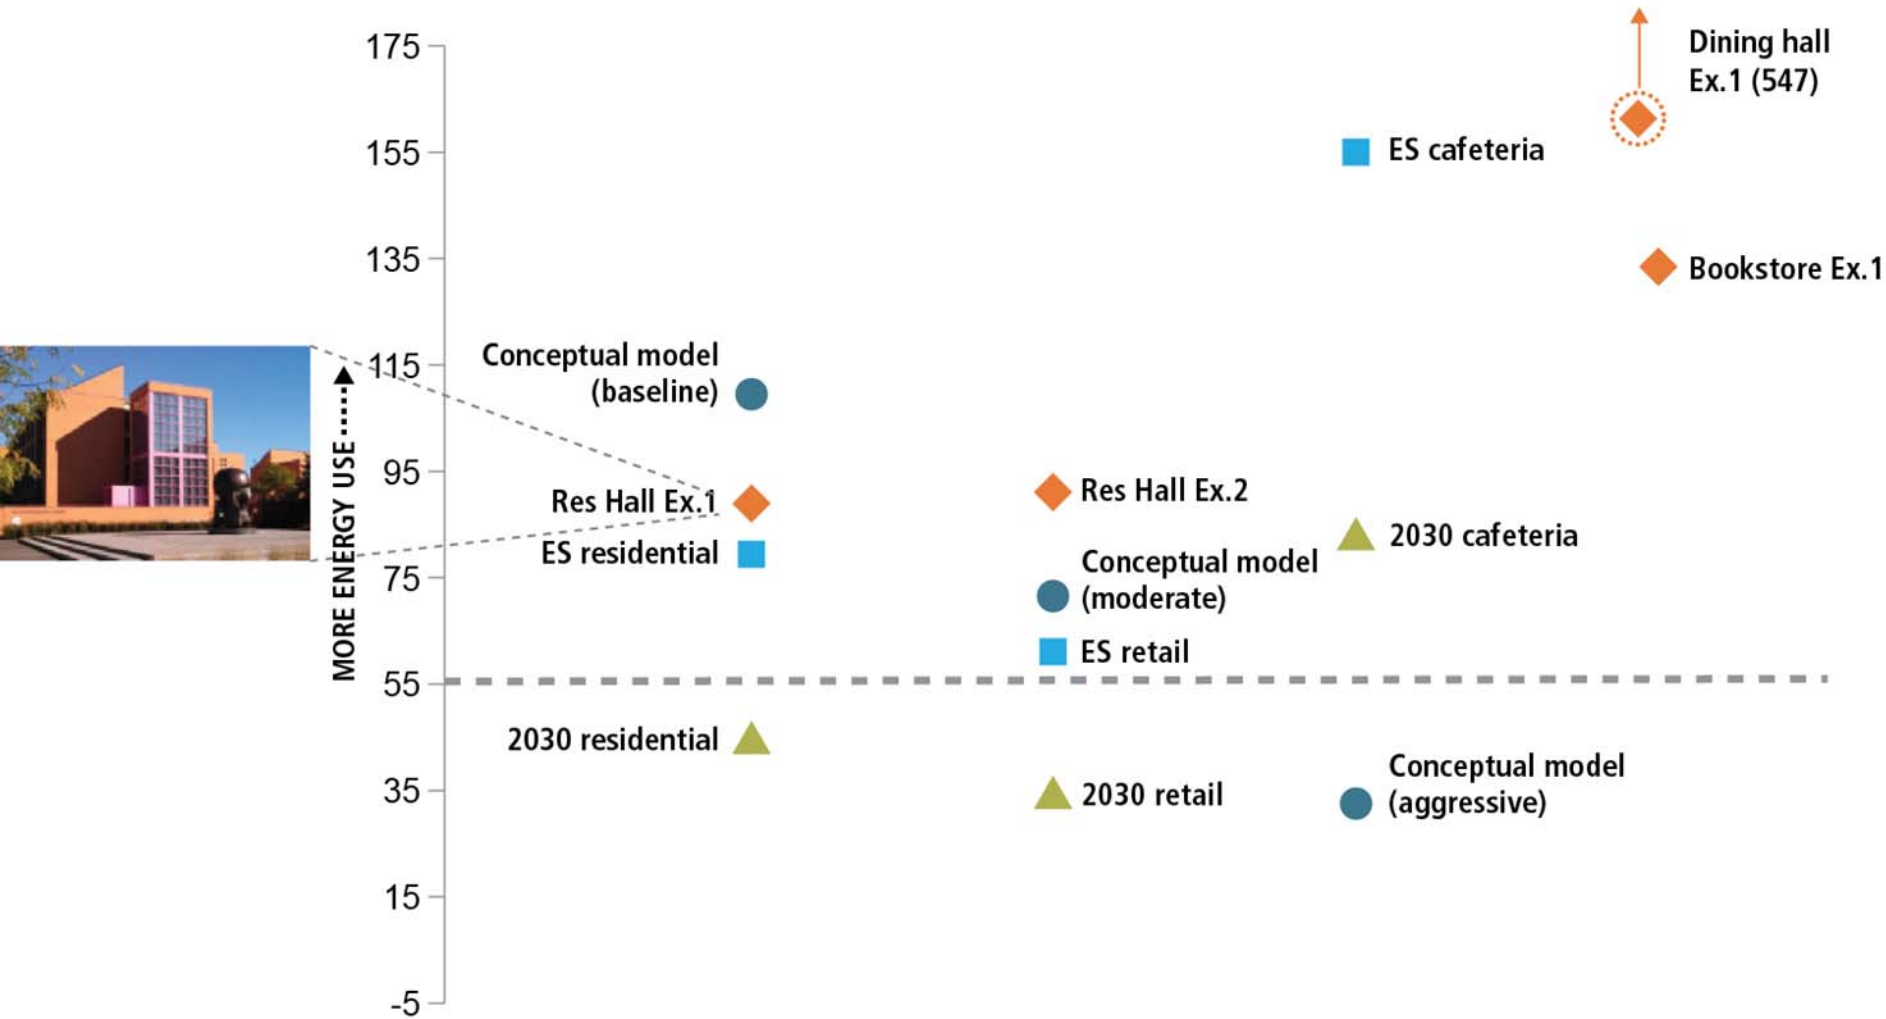 175
155
135
115
95
75
55
35
15
-5
MORE ENERGY USE
Dining hall
Ex.1 (547)
ES cafeteria
Bookstore Ex.1
Conceptual model
(baseline)
Res Hall Ex.1
ES residential
Res Hall Ex.2
2030 cafeteria
Conceptual model
(moderate)
ES retail
2030 residential
2030 retail
Conceptual model
(aggressive)